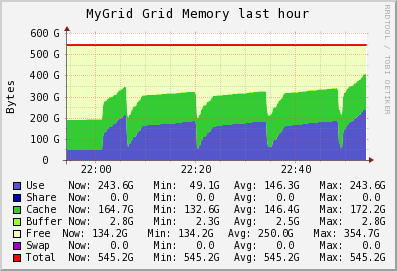 MyGrid Grid Memory last hour
RRDTOOL / TOBI OETIKER
Bytes
600 G
500 G
400 G
300 G
200 G
100 G
0
22:00 22:20 22:40
Use Now: 243.6G Min: 49.1G Avg: 146.3G Max: 243.6G
Share Now: 0.0 Min: 0.0 Avg: 0.0 Max: 0.0
Cache Now: 164.7G Min: 132.6G Avg: 146.4G Max: 172.2G
Buffer Now: 2.8G Min: 2.3G Avg: 2.5G Max: 2.8G
Free Now: 134.2G Min: 134.2G Avg: 250.0G Max: 354.7G
Swap Now: 0.0 Min: 0.0 Avg: 0.0 Max: 0.0
Total Now: 545.2G Min: 545.2G Avg: 545.2G Max: 545.2G